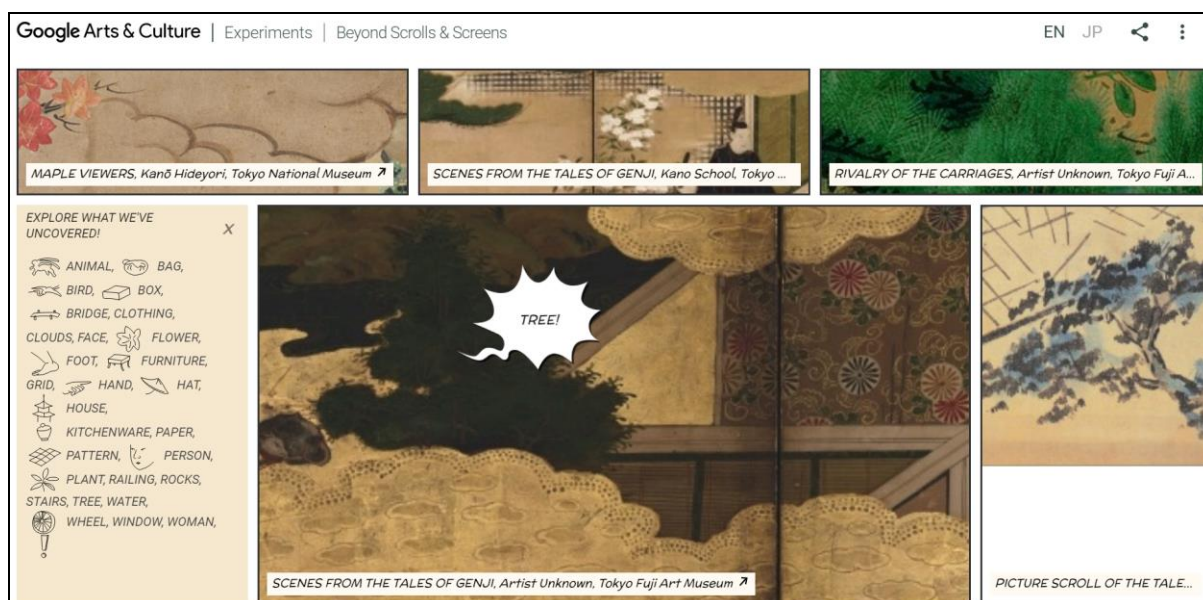 Google Arts & Culture | Experiments | Beyond Scrolls & Screens
EN JP
MAPLE VIEWERS, Kanō Hideyori, Tokyo National Museum ↗
SCENES FROM THE TALES OF GENJI, Kano School, Tokyo ...
RIVALRY OF THE CARRIAGES, Artist Unknown, Tokyo Fuji A...
EXPLORE WHAT WE'VE
UNCOVERED!
X
ANIMAL, BAG,
BIRD, BOX,
BRIDGE, CLOTHING,
CLOUDS, FACE, FLOWER,
FOOT, FURNITURE,
GRID, HAND, HAT,
HOUSE,
KITCHENWARE, PAPER,
PATTERN, PERSON,
PLANT, RAILING, ROCKS,
STAIRS, TREE, WATER,
WHEEL, WINDOW, WOMAN,
TREE!
SCENES FROM THE TALES OF GENJI, Artist Unknown, Tokyo Fuji Art Museum ↗
PICTURE SCROLL OF THE TALE...